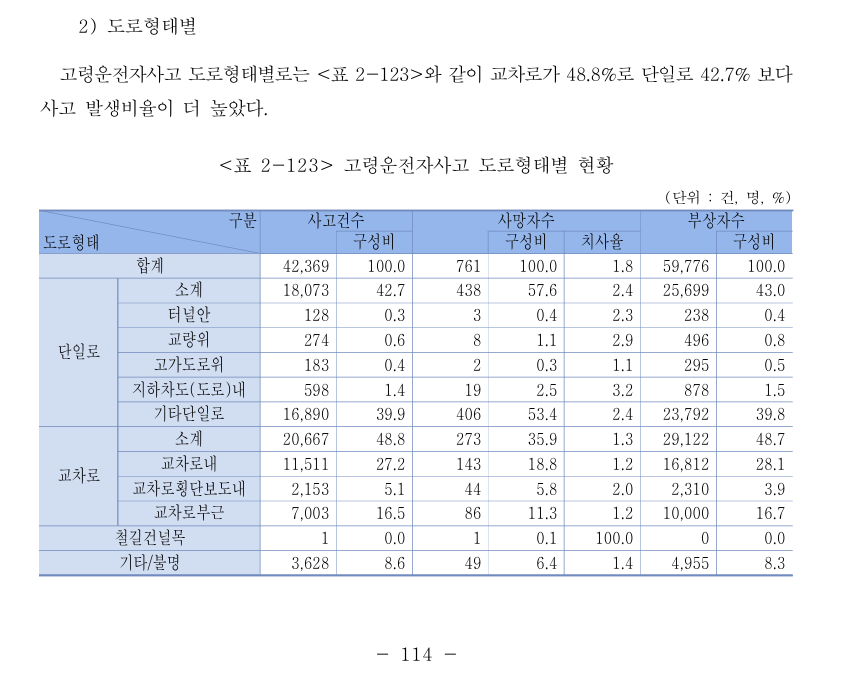 2) 도로형태별
고령운전자사고 도로형태별로는 <표 2-123>와 같이 교차로가 48.8%로 단일로 42.7% 보다
사고 발생비율이 더 높았다.
<표 2-123> 고령운전자사고 도로형태별 현황
(단위 : 건, 명, %)
구분 사고건수 사망자수 부상자수
도로형태 구성비 구성비 치사율 구성비
합계 42,369 100.0 761 100.0 1.8 59,776 100.0
소계 18,073 42.7 438 57.6 2.4 25,699 43.0
터널안 128 0.3 3 0.4 2.3 238 0.4
교량위 274 0.6 8 1.1 2.9 496 0.8
단일로
고가도로위 183 0.4 2 0.3 1.1 295 0.5
지하차도(도로)내 598 1.4 19 2.5 3.2 878 1.5
기타단일로 16,890 39.9 406 53.4 2.4 23,792 39.8
소계 20,667 48.8 273 35.9 1.3 29,122 48.7
교차로내 11,511 27.2 143 18.8 1.2 16,812 28.1
교차로
교차로횡단보도내 2,153 5.1 44 5.8 2.0 2,310 3.9
교차로부근 7,003 16.5 86 11.3 1.2 10,000 16.7
철길건널목 1 0.0 1 0.1 100.0 0 0.0
기타/불명 3,628 8.6 49 6.4 1.4 4,955 8.3
- 114 -